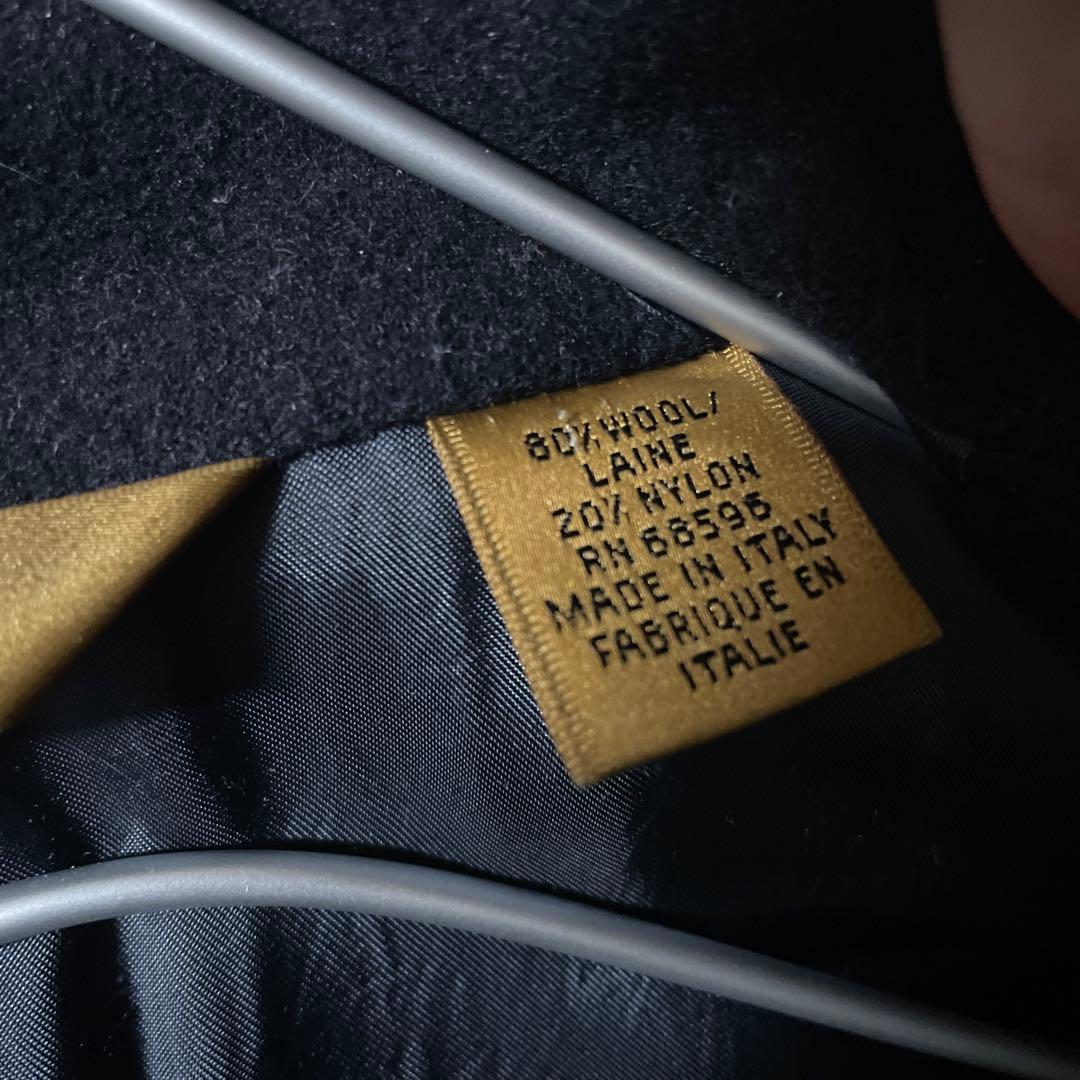 80% WOOL/
LAINE
20% NYLON
RN 68596
MADE IN ITALY
FABRIQUE EN
ITALIE